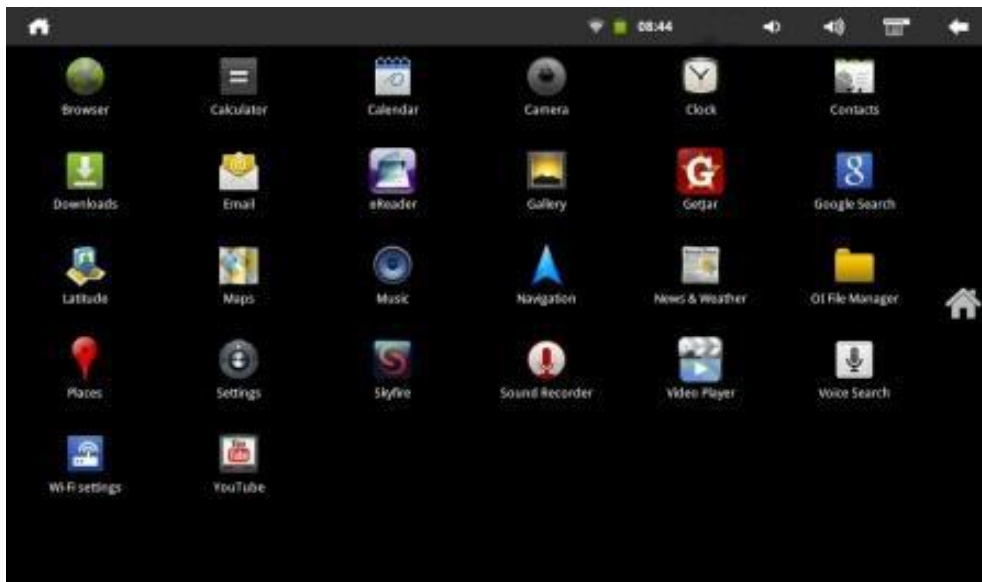 08:44
Browser Calculator Calendar Camera Clock Contacts
Downloads Email eReader Gallery GetJar Google Search
Latitude Maps Music Navigation News & Weather OI File Manager
Places Settings Skyfire Sound Recorder Video Player Voice Search
Wi-Fi settings YouTube